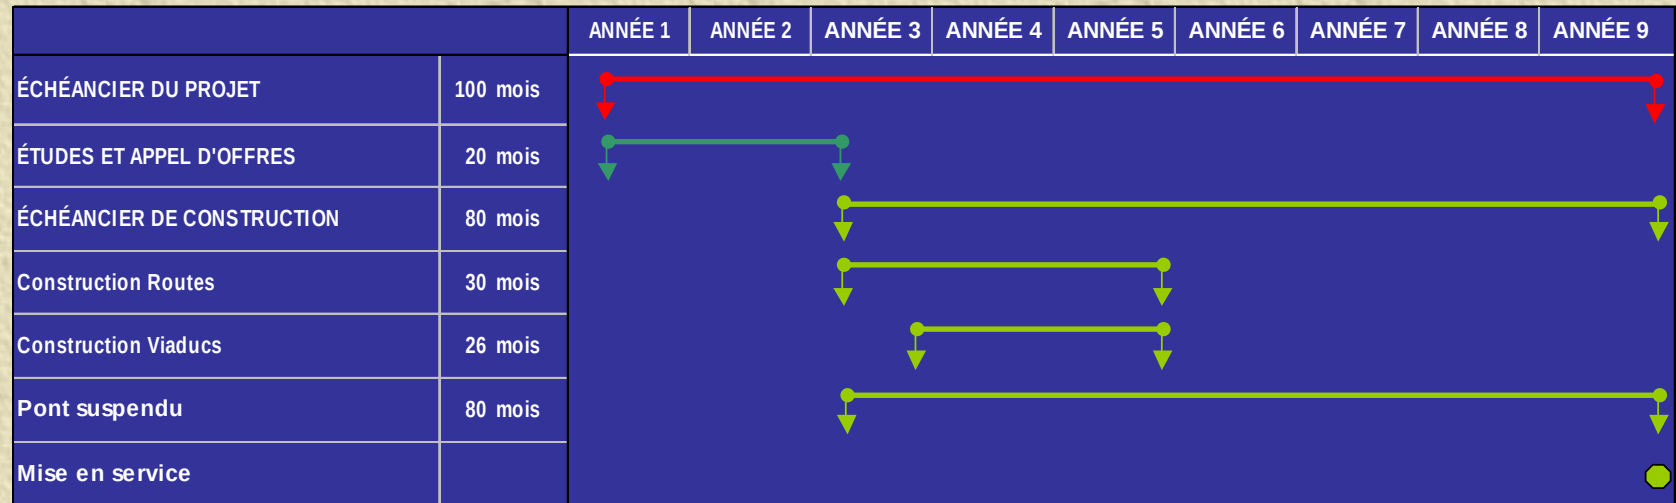 ANNÉE 1 ANNÉE 2 ANNÉE 3 ANNÉE 4 ANNÉE 5 ANNÉE 6 ANNÉE 7 ANNÉE 8 ANNÉE 9
ÉCHÉANCIER DU PROJET 100 mois
ÉTUDES ET APPEL D'OFFRES 20 mois
ÉCHÉANCIER DE CONSTRUCTION 80 mois
Construction Routes 30 mois
Construction Viaducs 26 mois
Pont suspendu 80 mois
Mise en service